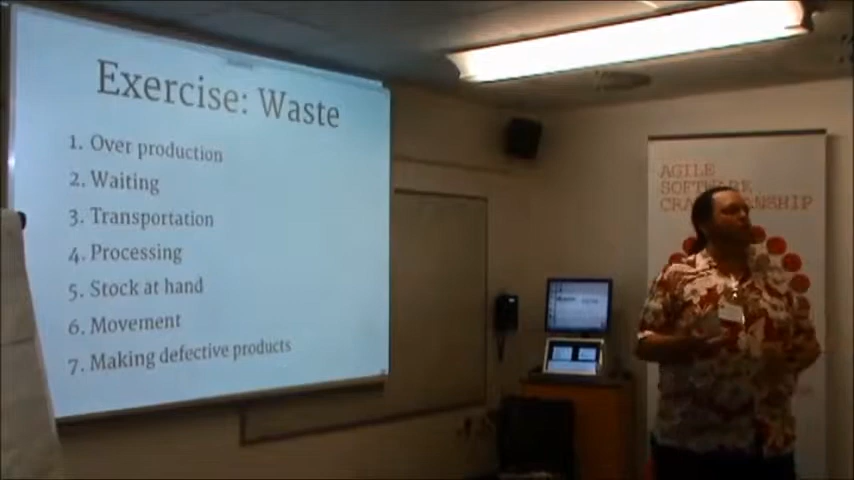 Exercise: Waste
1. Over production
2. Waiting
3. Transportation
4. Processing
5. Stock at hand
6. Movement
7. Making defective products
AGILE
SOFTWARE